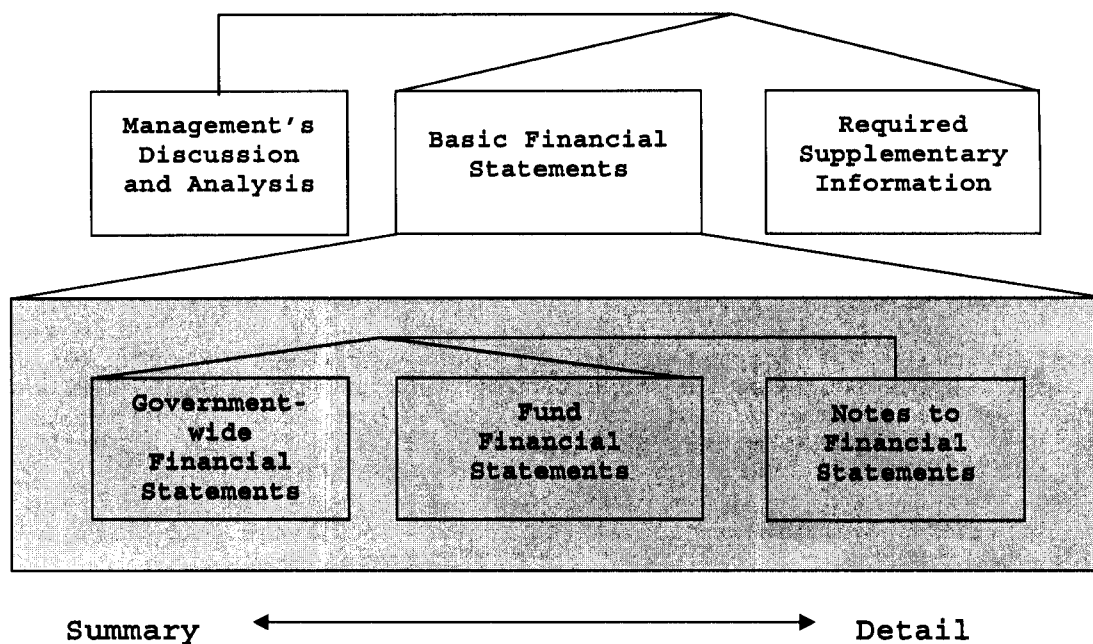 Management's
Discussion
and Analysis
Basic Financial
Statements
Required
Supplementary
Information
Government-
wide
Financial
Statements
Fund
Financial
Statements
Notes to
Financial
Statements
Summary
Detail